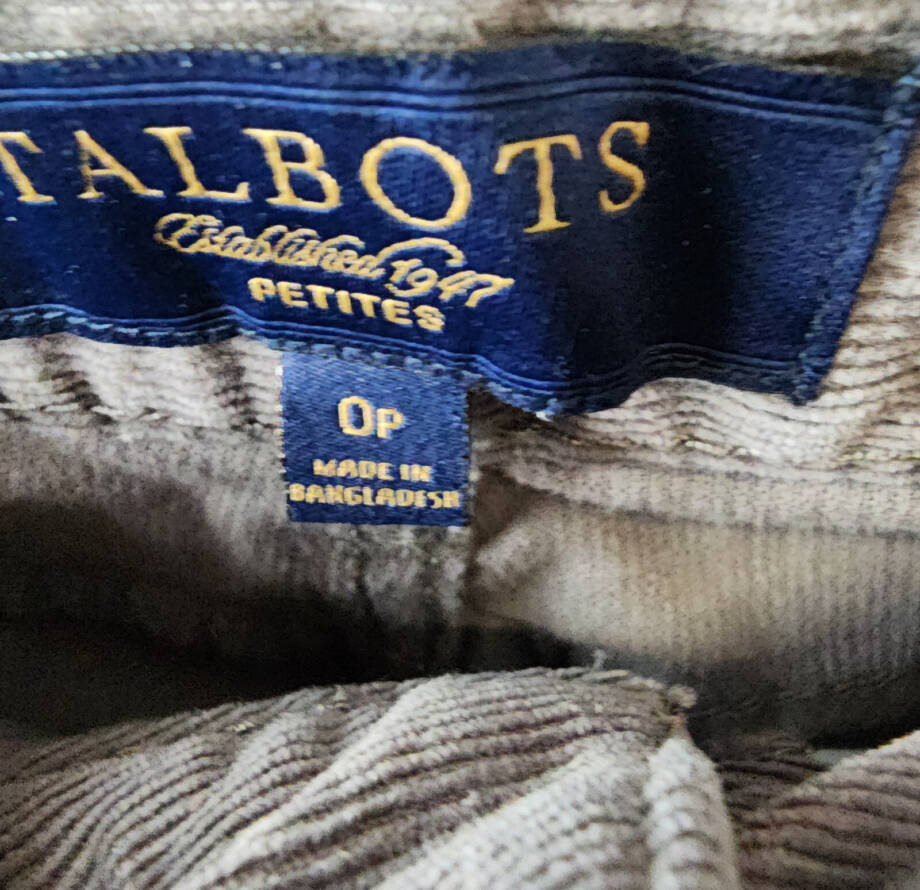 TALBOTS
Established 1947
PETITES
0P
MADE IN
BANGLADESH